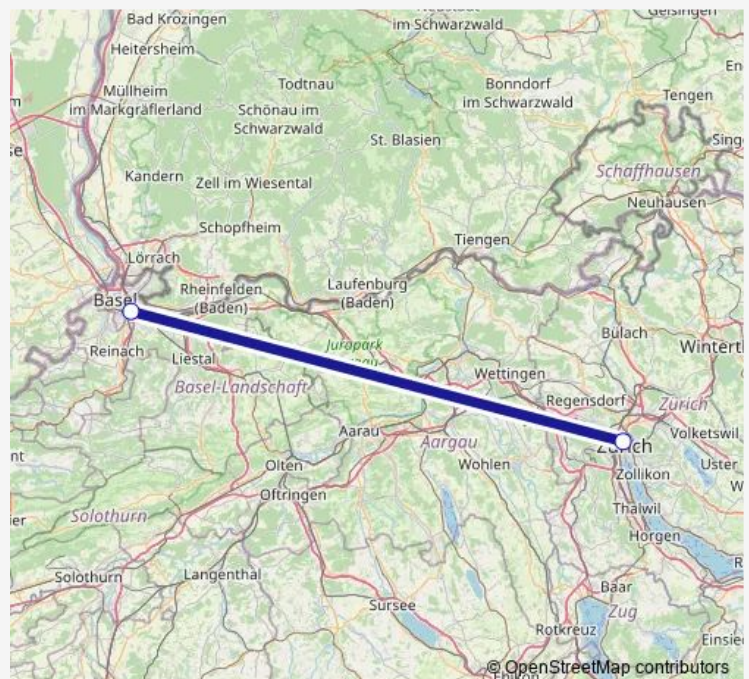 Bad Krozingen
im Schwarzwald
Geisingen
Heitersheim
Müllheim
im Markgräflerland
Todtnau
Bonndorf
im Schwarzwald
Tengen
Schönau im
Schwarzwald
St. Blasien
Kandern
Zell im Wiesental
Schaffhausen
Neuhausen
Schopfheim
Tiengen
Lörrach
Rheinfelden
(Baden)
Laufenburg
(Baden)
Basel
Bülach
Reinach
Liestal
Jurapark
Wettingen
Basel-Landschaft
Regensdorf
Zürich
Aarau
Aargau
Volketswil
Zürich
Olten
Wohlen
Zollikon
Uster
Oftringen
Thalwil
Solothurn
Horgen
Solothurn
Langenthal
Baar
Sursee
Zug
Rotkreuz
© OpenStreetMap contributors